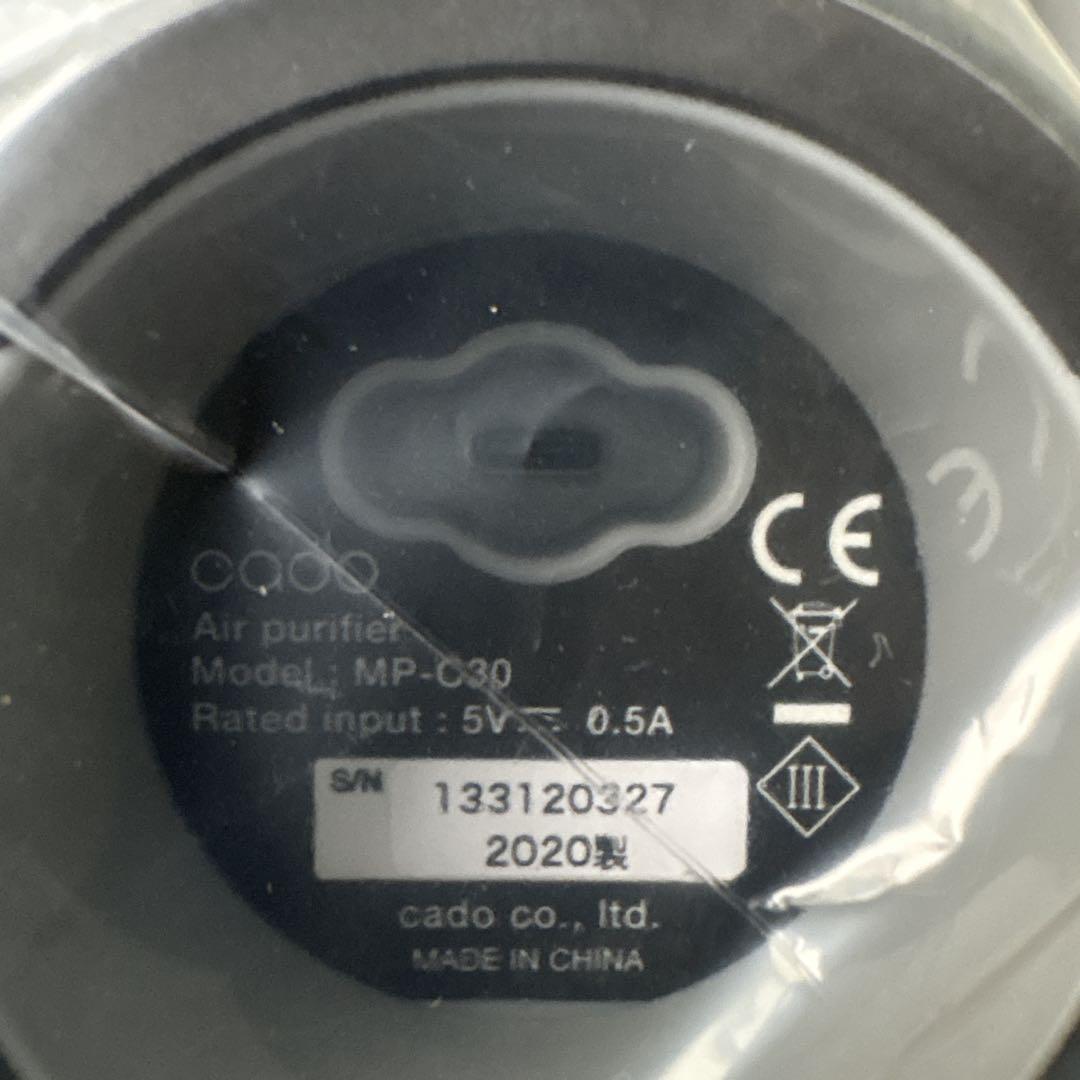 cado
CE
Air purifier
Model : MP-C30
Rated input : 5V⎓ 0.5A
III
S/N 133120327
2020製
cado co., ltd.
MADE IN CHINA